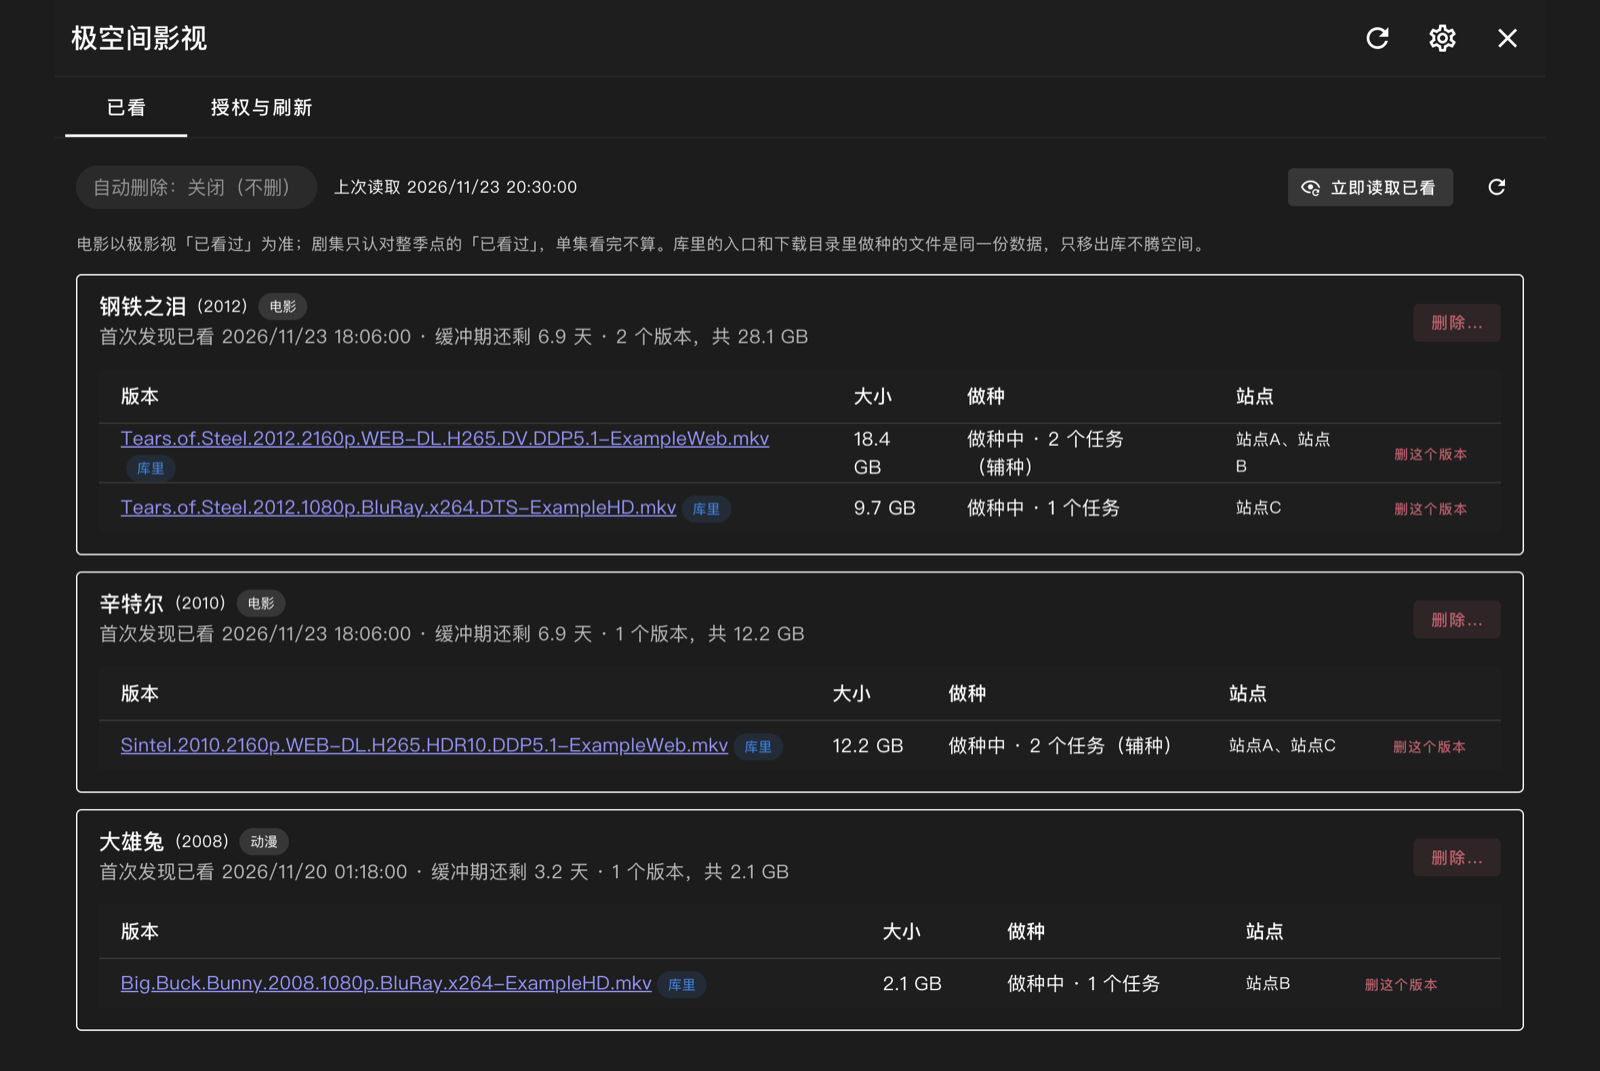 极空间影视
已看 授权与刷新
自动删除：关闭（不删） 上次读取 2026/11/23 20:30:00 立即读取已看
电影以极影视「已看过」为准；剧集只认对整季点的「已看过」，单集看完不算。库里的入口和下载目录里做种的文件是同一份数据，只移出库不腾空间。
钢铁之泪 (2012) 电影
首次发现已看 2026/11/23 18:06:00 · 缓冲期还剩 6.9 天 · 2 个版本，共 28.1 GB
删除...
版本 大小 做种 站点
Tears.of.Steel.2012.2160p.WEB-DL.H265.DV.DDP5.1-ExampleWeb.mkv 库里 18.4 GB 做种中 · 2 个任务（辅种） 站点A、站点B 删这个版本
Tears.of.Steel.2012.1080p.BluRay.x264.DTS-ExampleHD.mkv 库里 9.7 GB 做种中 · 1 个任务 站点C 删这个版本
辛特尔 (2010) 电影
首次发现已看 2026/11/23 18:06:00 · 缓冲期还剩 6.9 天 · 1 个版本，共 12.2 GB
删除...
版本 大小 做种 站点
Sintel.2010.2160p.WEB-DL.H265.HDR10.DDP5.1-ExampleWeb.mkv 库里 12.2 GB 做种中 · 2 个任务（辅种） 站点A、站点C 删这个版本
大雄兔 (2008) 动漫
首次发现已看 2026/11/20 01:18:00 · 缓冲期还剩 3.2 天 · 1 个版本，共 2.1 GB
删除...
版本 大小 做种 站点
Big.Buck.Bunny.2008.1080p.BluRay.x264-ExampleHD.mkv 库里 2.1 GB 做种中 · 1 个任务 站点B 删这个版本